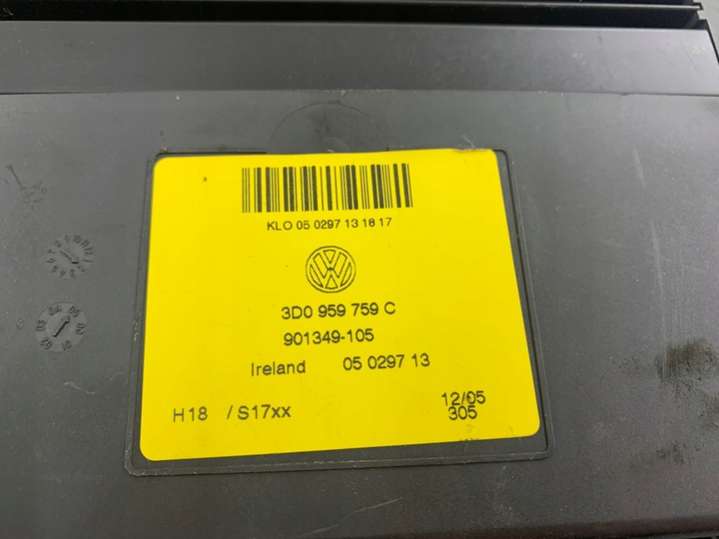 KLO 05 0297 13 18 17
3D0 959 759 C
901349-105
Ireland 05 0297 13
12/05
H18 / S17xx 305